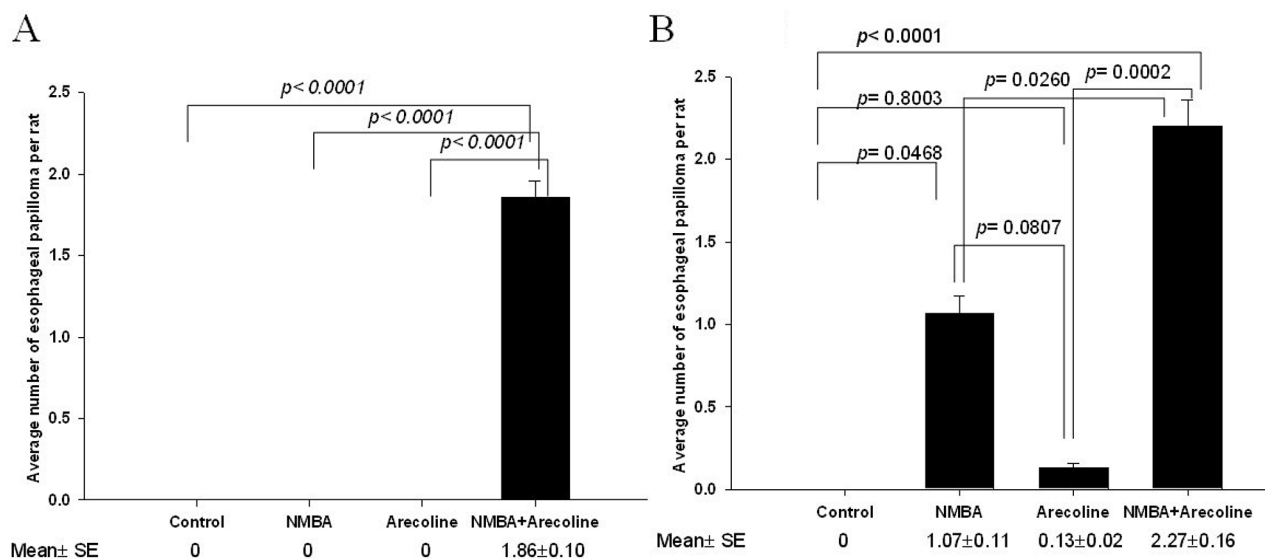 A
Average number of esophageal papilloma per rat
2.5
2.0
1.5
1.0
0.5
0.0
p< 0.0001
p< 0.0001
p< 0.0001
Control NMBA Arecoline NMBA+Arecoline
Mean± SE 0 0 0 1.86±0.10
B
Average number of esophageal papilloma per rat
2.5
2.0
1.5
1.0
0.5
0.0
p< 0.0001
p= 0.0260
p= 0.0002
p= 0.8003
p= 0.0468
p= 0.0807
Control NMBA Arecoline NMBA+Arecoline
Mean± SE 0 1.07±0.11 0.13±0.02 2.27±0.16